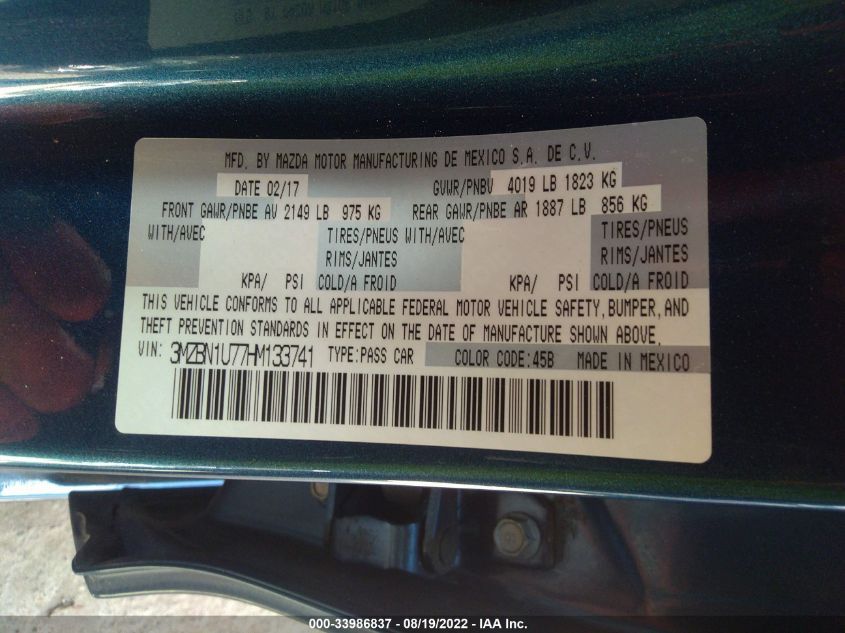 MFD. BY MAZDA MOTOR MANUFACTURING DE MEXICO S.A. DE C.V.
DATE 02/17 GVWR/PNBV 4019 LB 1823 KG
FRONT GAWR/PNBE AV 2149 LB 975 KG REAR GAWR/PNBE AR 1887 LB 856 KG
WITH/AVEC TIRES/PNEUS WITH/AVEC TIRES/PNEUS
RIMS/JANTES RIMS/JANTES
KPA/ PSI COLD/A FROID KPA/ PSI COLD/A FROID
THIS VEHICLE CONFORMS TO ALL APPLICABLE FEDERAL MOTOR VEHICLE SAFETY, BUMPER, AND
THEFT PREVENTION STANDARDS IN EFFECT ON THE DATE OF MANUFACTURE SHOWN ABOVE.
VIN: 3MZBN1U77HM133741 TYPE:PASS CAR COLOR CODE:45B MADE IN MEXICO
000-33986837 - 08/19/2022 - IAA Inc.